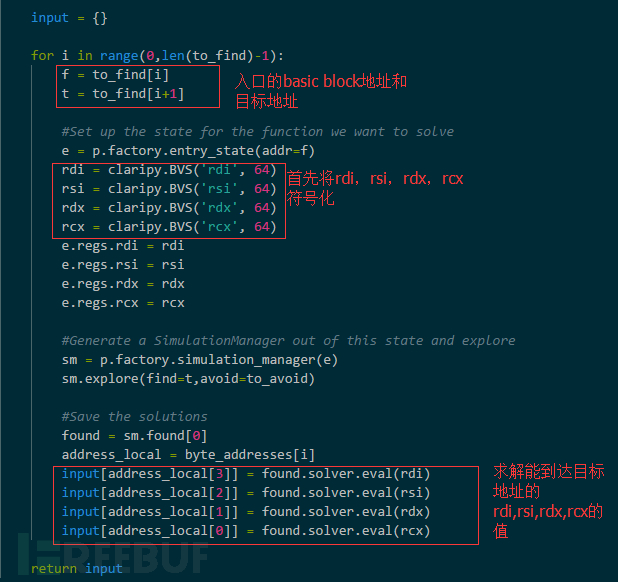 input = {}
for i in range(0,len(to_find)-1):
f = to_find[i]
t = to_find[i+1]
入口的basic block地址和
目标地址
#Set up the state for the function we want to solve
e = p.factory.entry_state(addr=f)
rdi = claripy.BVS('rdi', 64)
rsi = claripy.BVS('rsi', 64)
rdx = claripy.BVS('rdx', 64)
rcx = claripy.BVS('rcx', 64)
首先将rdi，rsi，rdx，rcx
符号化
e.regs.rdi = rdi
e.regs.rsi = rsi
e.regs.rdx = rdx
e.regs.rcx = rcx
#Generate a SimulationManager out of this state and explore
sm = p.factory.simulation_manager(e)
sm.explore(find=t,avoid=to_avoid)
#Save the solutions
found = sm.found[0]
address_local = byte_addresses[i]
input[address_local[3]] = found.solver.eval(rdi)
input[address_local[2]] = found.solver.eval(rsi)
input[address_local[1]] = found.solver.eval(rdx)
input[address_local[0]] = found.solver.eval(rcx)
求解能到达目标
地址的
rdi,rsi,rdx,rcx的
值
return input
REEBUF